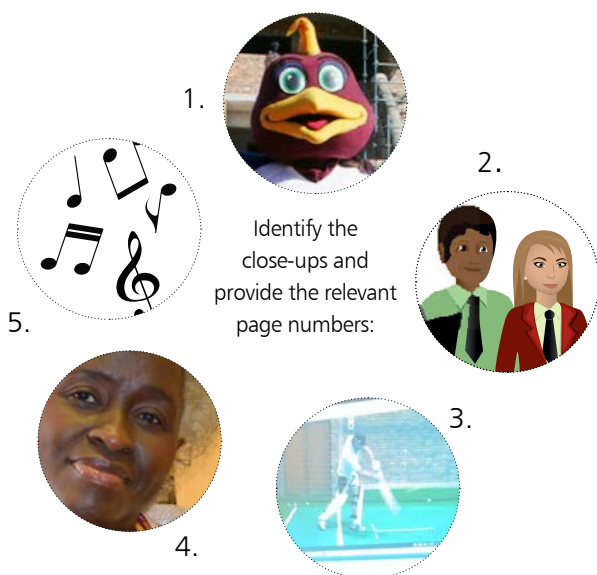 1.
2.
Identify the
close-ups and
provide the relevant
page numbers:
5.
3.
4.